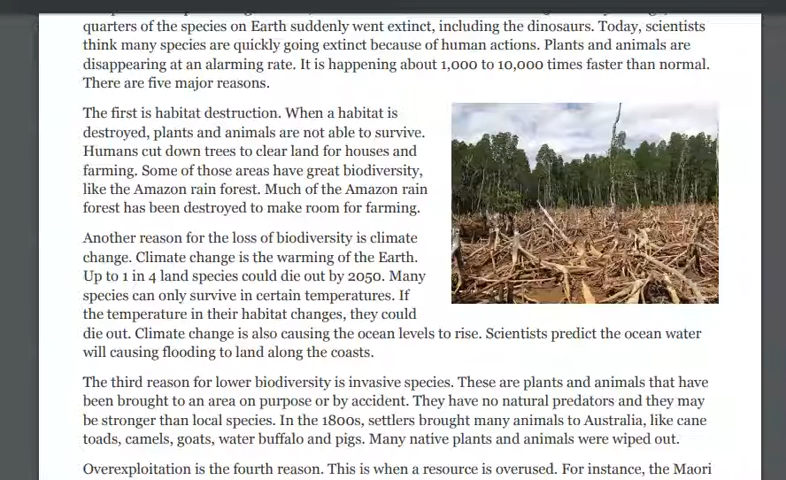 quarters of the species on Earth suddenly went extinct, including the dinosaurs. Today, scientists
think many species are quickly going extinct because of human actions. Plants and animals are
disappearing at an alarming rate. It is happening about 1,000 to 10,000 times faster than normal.
There are five major reasons.
The first is habitat destruction. When a habitat is
destroyed, plants and animals are not able to survive.
Humans cut down trees to clear land for houses and
farming. Some of those areas have great biodiversity,
like the Amazon rain forest. Much of the Amazon rain
forest has been destroyed to make room for farming.
Another reason for the loss of biodiversity is climate
change. Climate change is the warming of the Earth.
Up to 1 in 4 land species could die out by 2050. Many
species can only survive in certain temperatures. If
the temperature in their habitat changes, they could
die out. Climate change is also causing the ocean levels to rise. Scientists predict the ocean water
will causing flooding to land along the coasts.
The third reason for lower biodiversity is invasive species. These are plants and animals that have
been brought to an area on purpose or by accident. They have no natural predators and they may
be stronger than local species. In the 1800s, settlers brought many animals to Australia, like cane
toads, camels, goats, water buffalo and pigs. Many native plants and animals were wiped out.
Overexploitation is the fourth reason. This is when a resource is overused. For instance, the Maori